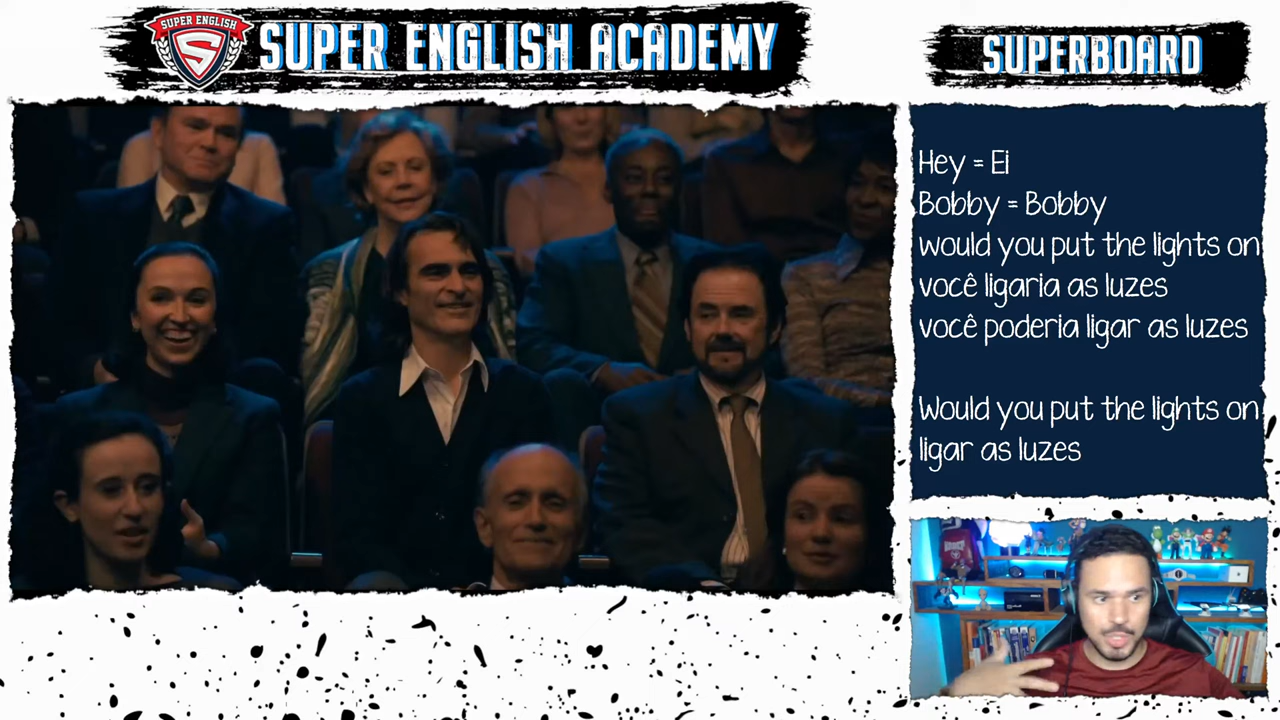 SUPER ENGLISH
SUPER ENGLISH ACADEMY
SUPERBOARD
Hey = Ei
Bobby = Bobby
would you put the lights on
você ligaria as luzes
você poderia ligar as luzes
Would you put the lights on
ligar as luzes